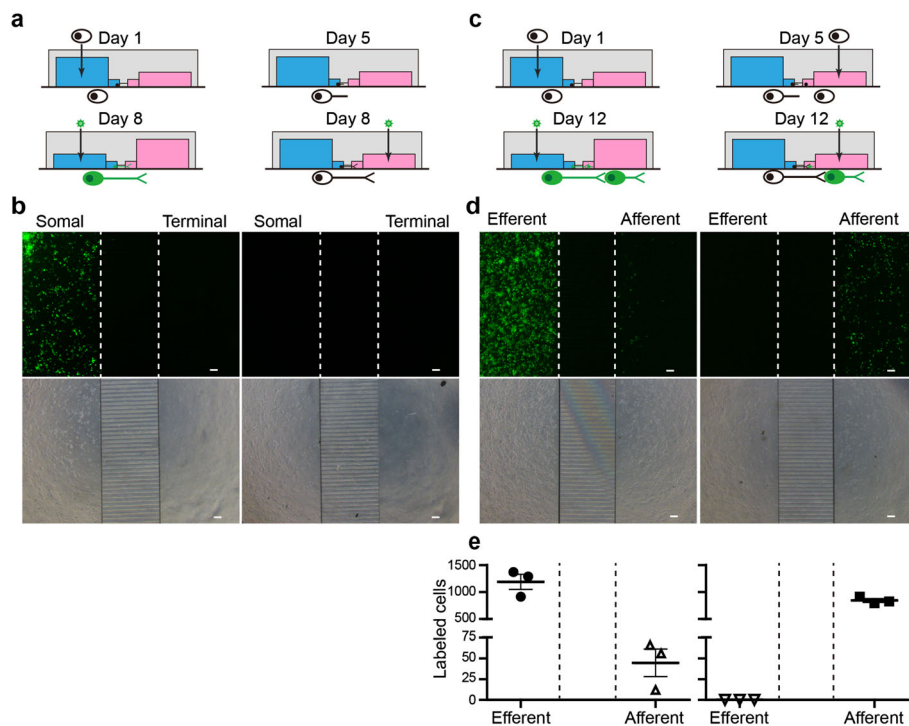 a
Day 1
Day 5
Day 8
Day 8
b
Somal
Terminal
Somal
Terminal
c
Day 1
Day 5
Day 12
Day 12
d
Efferent
Afferent
Efferent
Afferent
e
Labeled cells
1500
1000
500
75
50
25
0
Efferent
Afferent
Efferent
Afferent